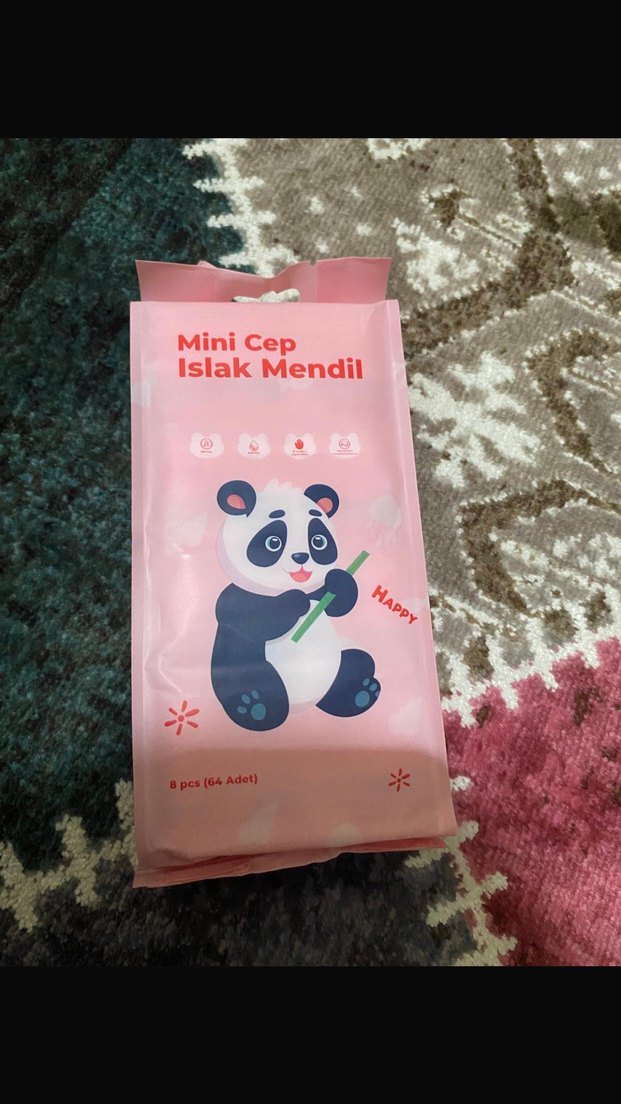 Mini Cep
Islak Mendil
HAPPY
8 pcs (64 Adet)